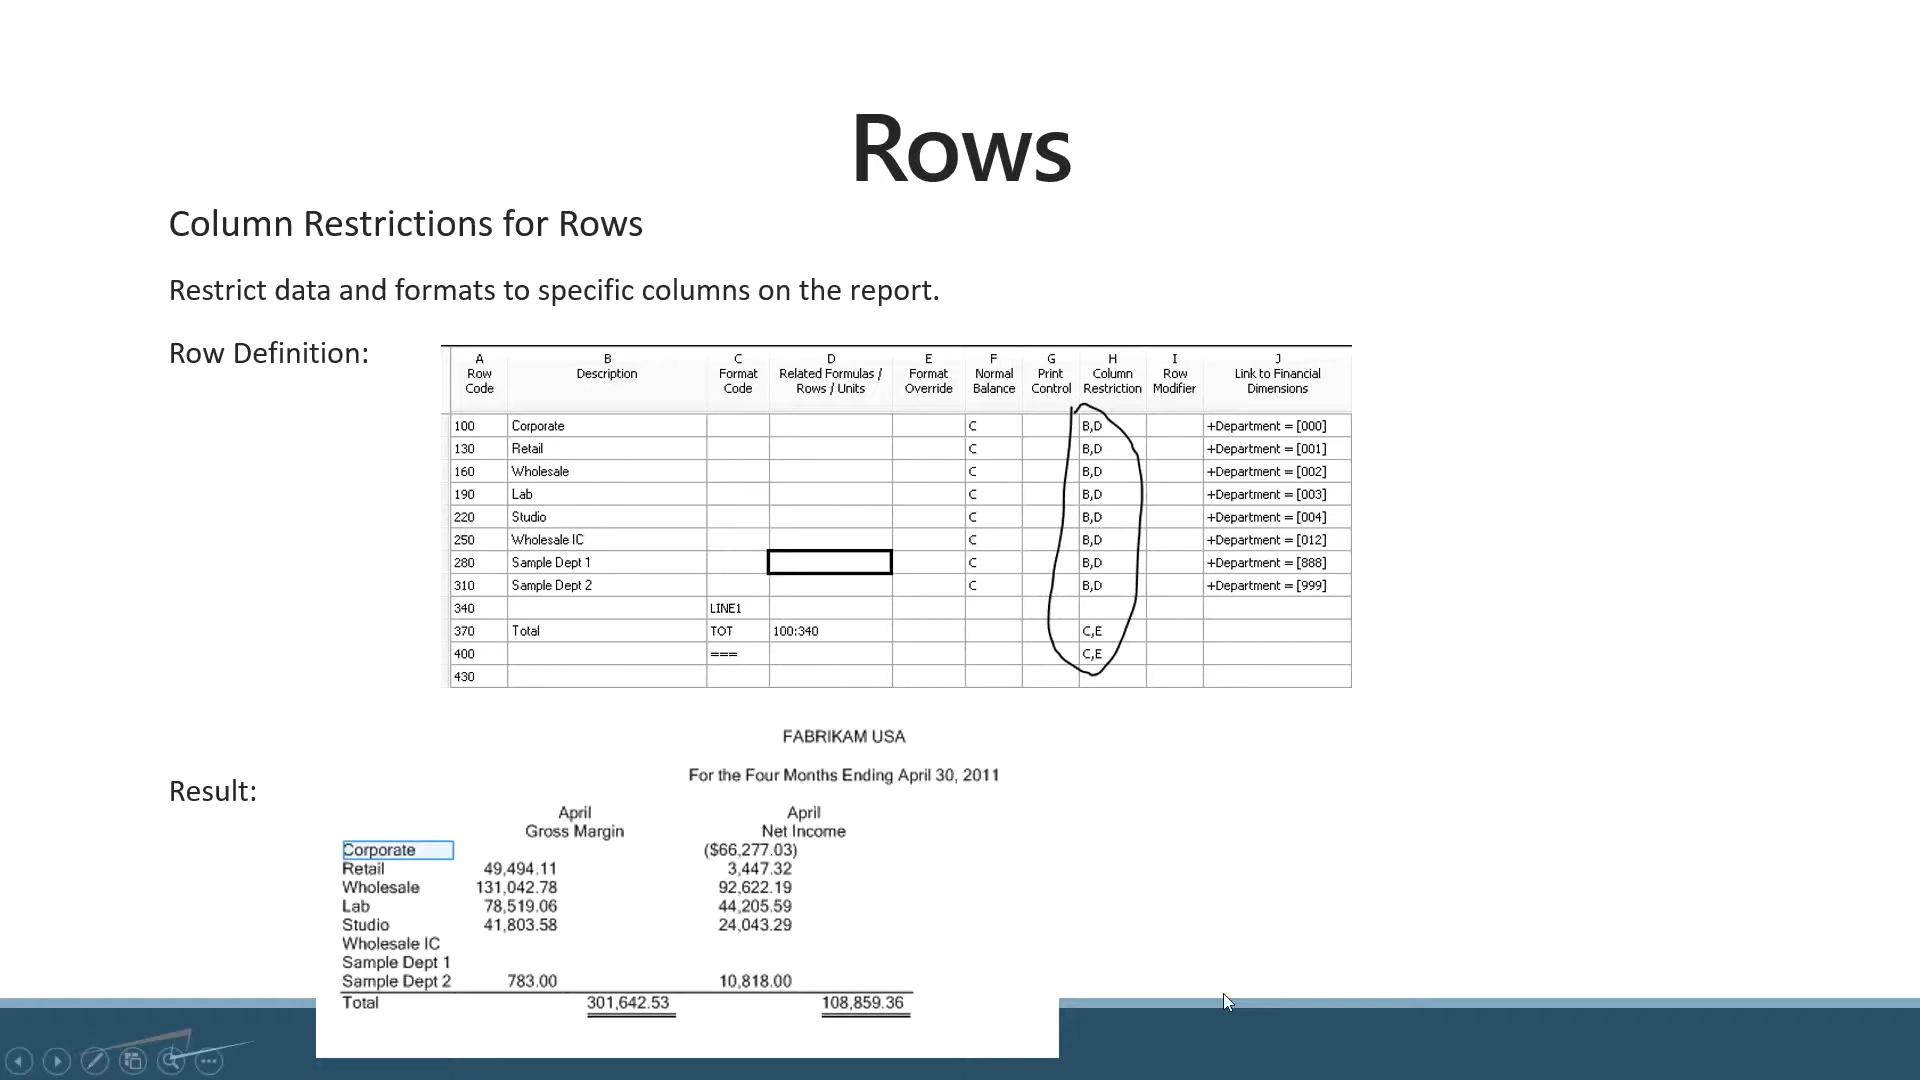 Rows
Column Restrictions for Rows
Restrict data and formats to specific columns on the report.
Row Definition:
A B C D E F G H I J
Row Code Description Format Code Related Formulas / Rows / Units Format Override Normal Balance Print Control Column Restriction Row Modifier Link to Financial Dimensions
100 Corporate C B,D +Department = [000]
130 Retail C B,D +Department = [001]
160 Wholesale C B,D +Department = [002]
190 Lab C B,D +Department = [003]
220 Studio C B,D +Department = [004]
250 Wholesale IC C B,D +Department = [012]
280 Sample Dept 1 C B,D +Department = [888]
310 Sample Dept 2 C B,D +Department = [999]
340 LINE1
370 Total TOT 100:340 C,E
400 === C,E
430
Result:
FABRIKAM USA
For the Four Months Ending April 30, 2011
April April
Gross Margin Net Income
Corporate ($66,277.03)
Retail 49,494.11 3,447.32
Wholesale 131,042.78 92,622.19
Lab 78,519.06 44,205.59
Studio 41,803.58 24,043.29
Wholesale IC
Sample Dept 1
Sample Dept 2 783.00 10,818.00
Total 301,642.53 108,859.36